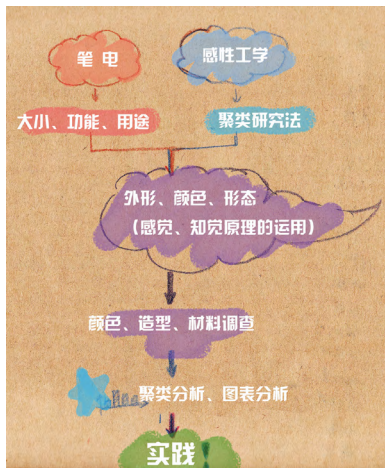 笔 电
感性工学
大小、功能、用途
聚类研究法
外形、颜色、形态
（感觉、知觉原理的运用）
颜色、造型、材料调查
聚类分析、图表分析
实践